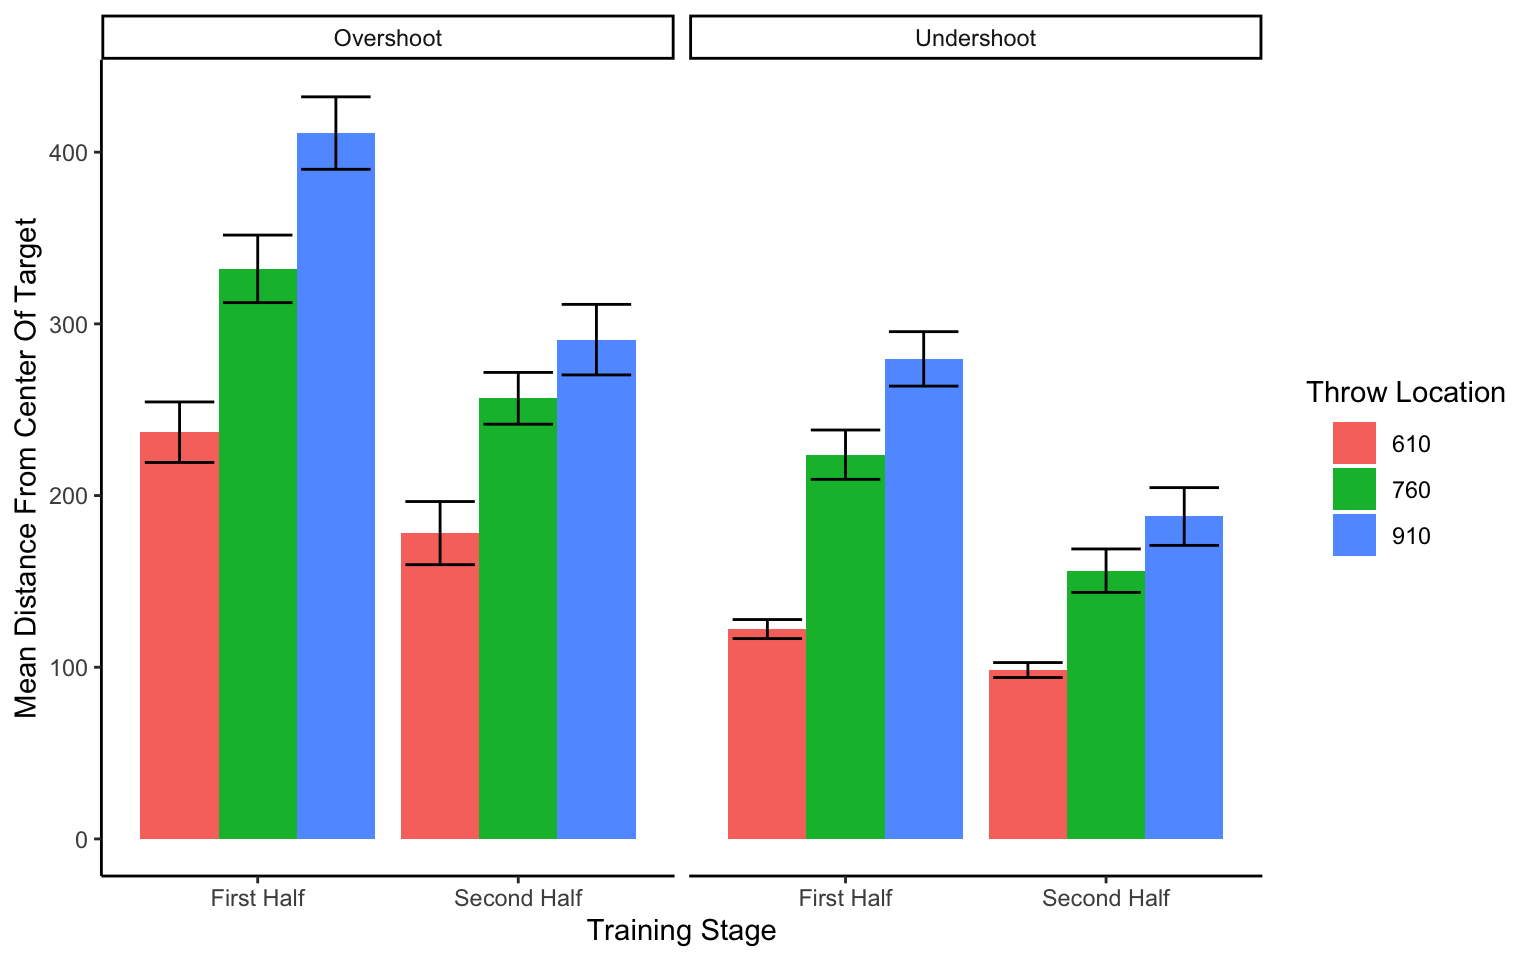 Overshoot
Undershoot
Mean Distance From Center Of Target
400
300
200
100
0
First Half
Second Half
First Half
Second Half
Training Stage
Throw Location
610
760
910